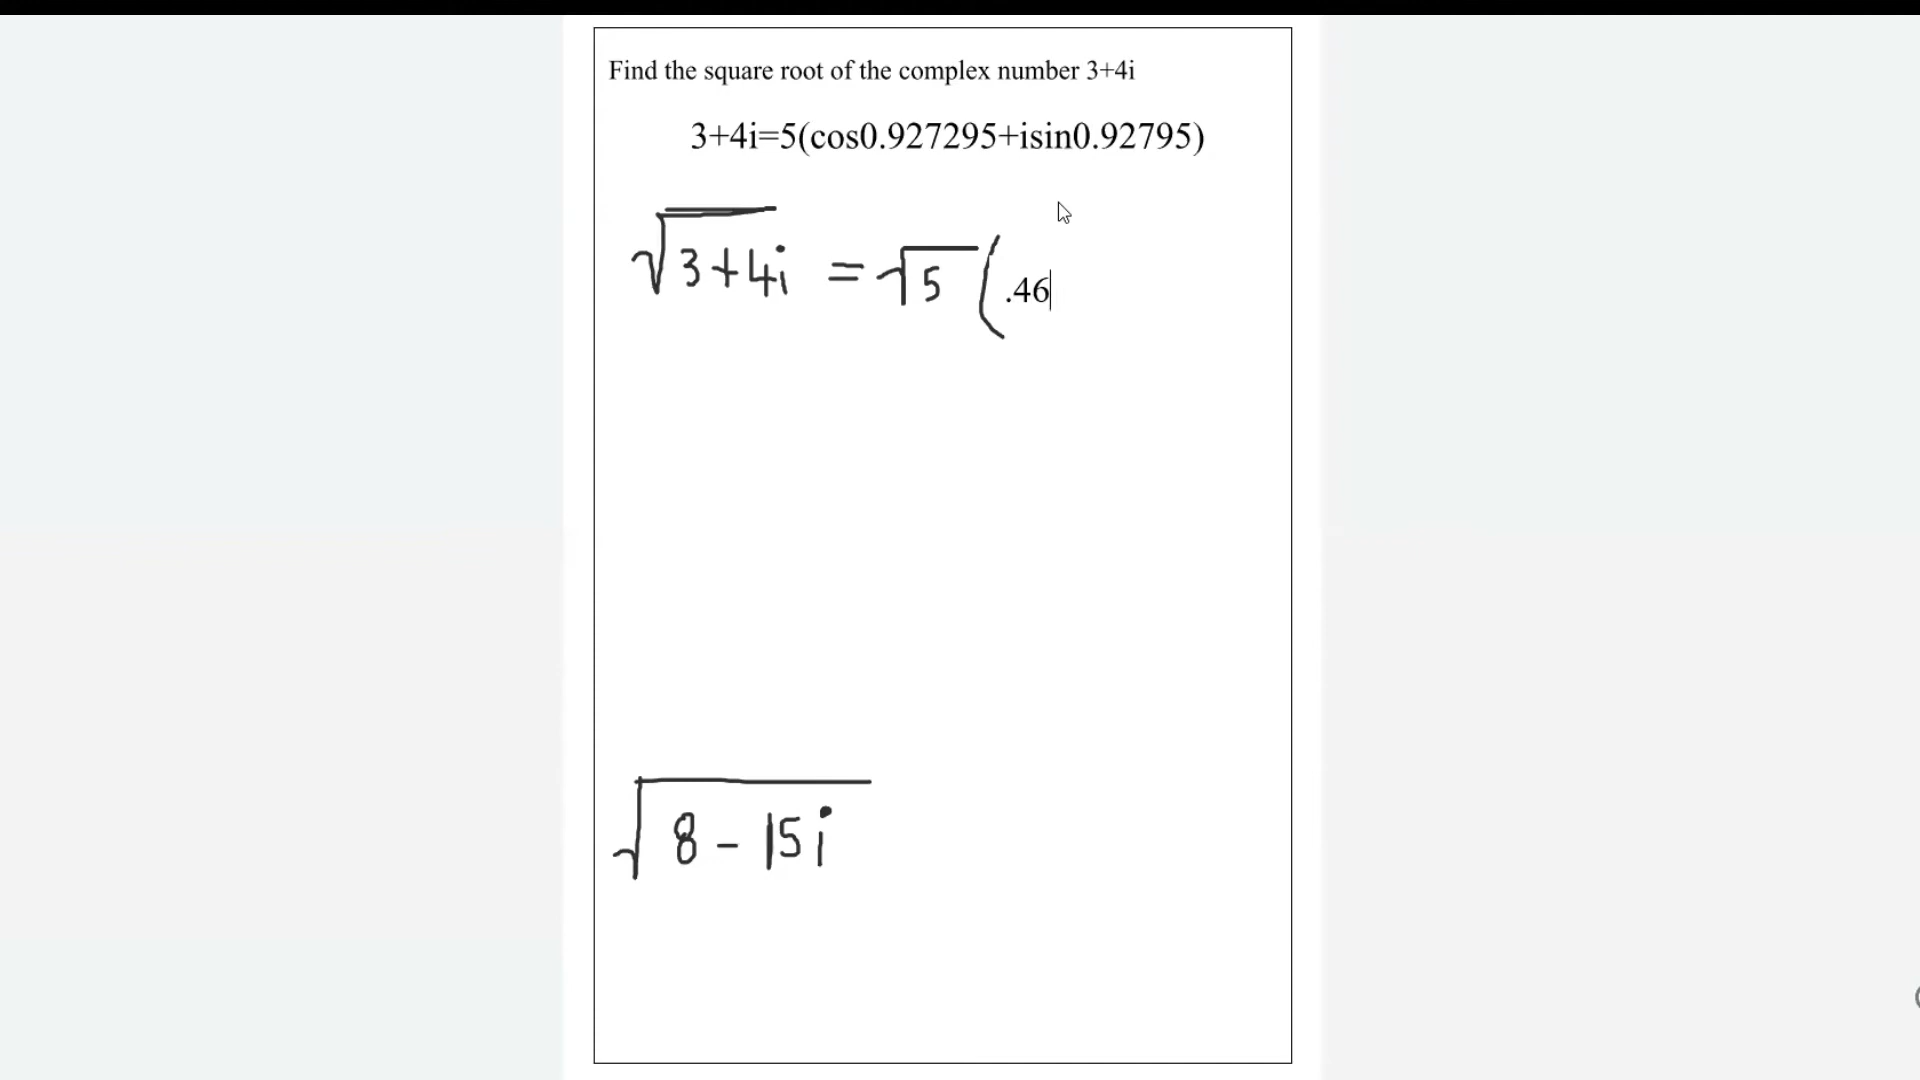 Find the square root of the complex number 3+4i
3+4i=5(cos0.927295+isin0.92795)
√3+4i = √5 ( .46
√8 - 15i